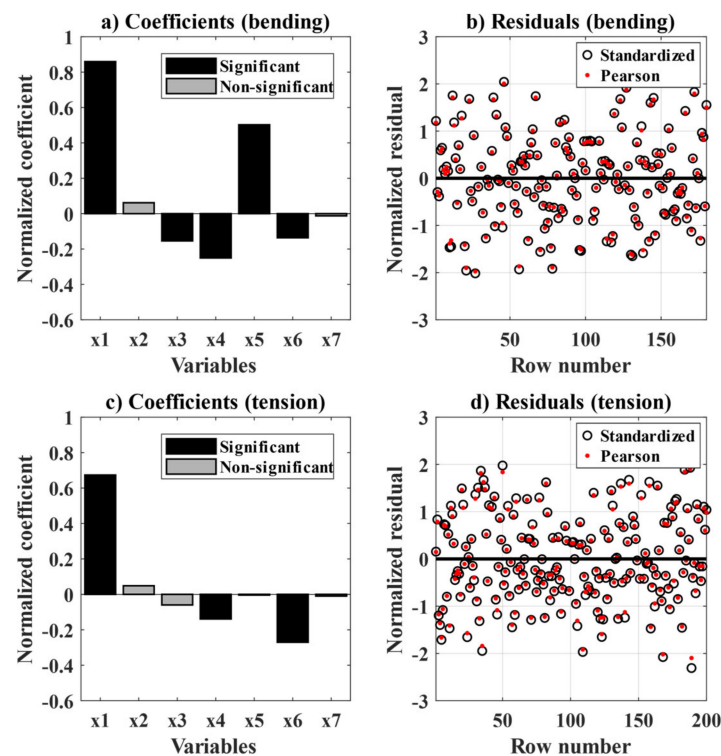 a) Coefficients (bending)
Normalized coefficient
1
0.8
0.6
0.4
0.2
0
-0.2
-0.4
-0.6
Significant
Non-significant
x1 x2 x3 x4 x5 x6 x7
Variables
b) Residuals (bending)
Normalized residual
3
2
1
0
-1
-2
-3
Standardized
Pearson
50 100 150
Row number
c) Coefficients (tension)
Normalized coefficient
1
0.8
0.6
0.4
0.2
0
-0.2
-0.4
-0.6
Significant
Non-significant
x1 x2 x3 x4 x5 x6 x7
Variables
d) Residuals (tension)
Normalized residual
3
2
1
0
-1
-2
-3
Standardized
Pearson
50 100 150 200
Row number